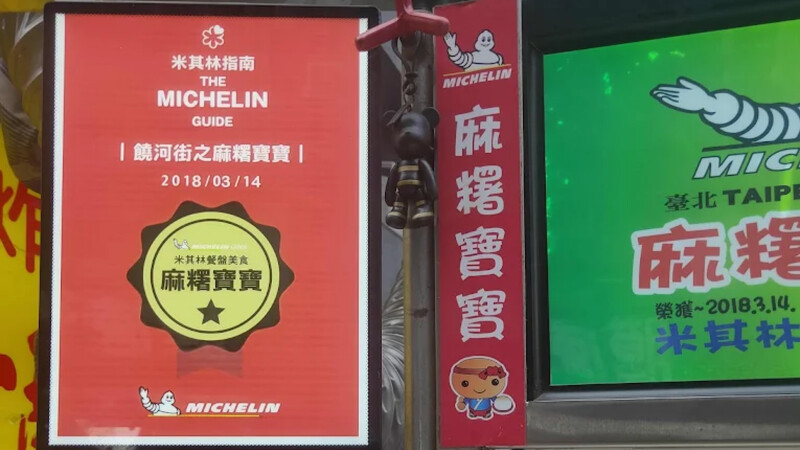 米其林指南
THE
MICHELIN
GUIDE
|饒河街之麻糬寶寶|
2018/03/14
米其林餐盤美食
麻糬寶寶
MICHELIN
MICHELIN
麻糬寶寶
MIC
臺北 TAIP
麻糬
榮獲~2018.3.14.
米其林